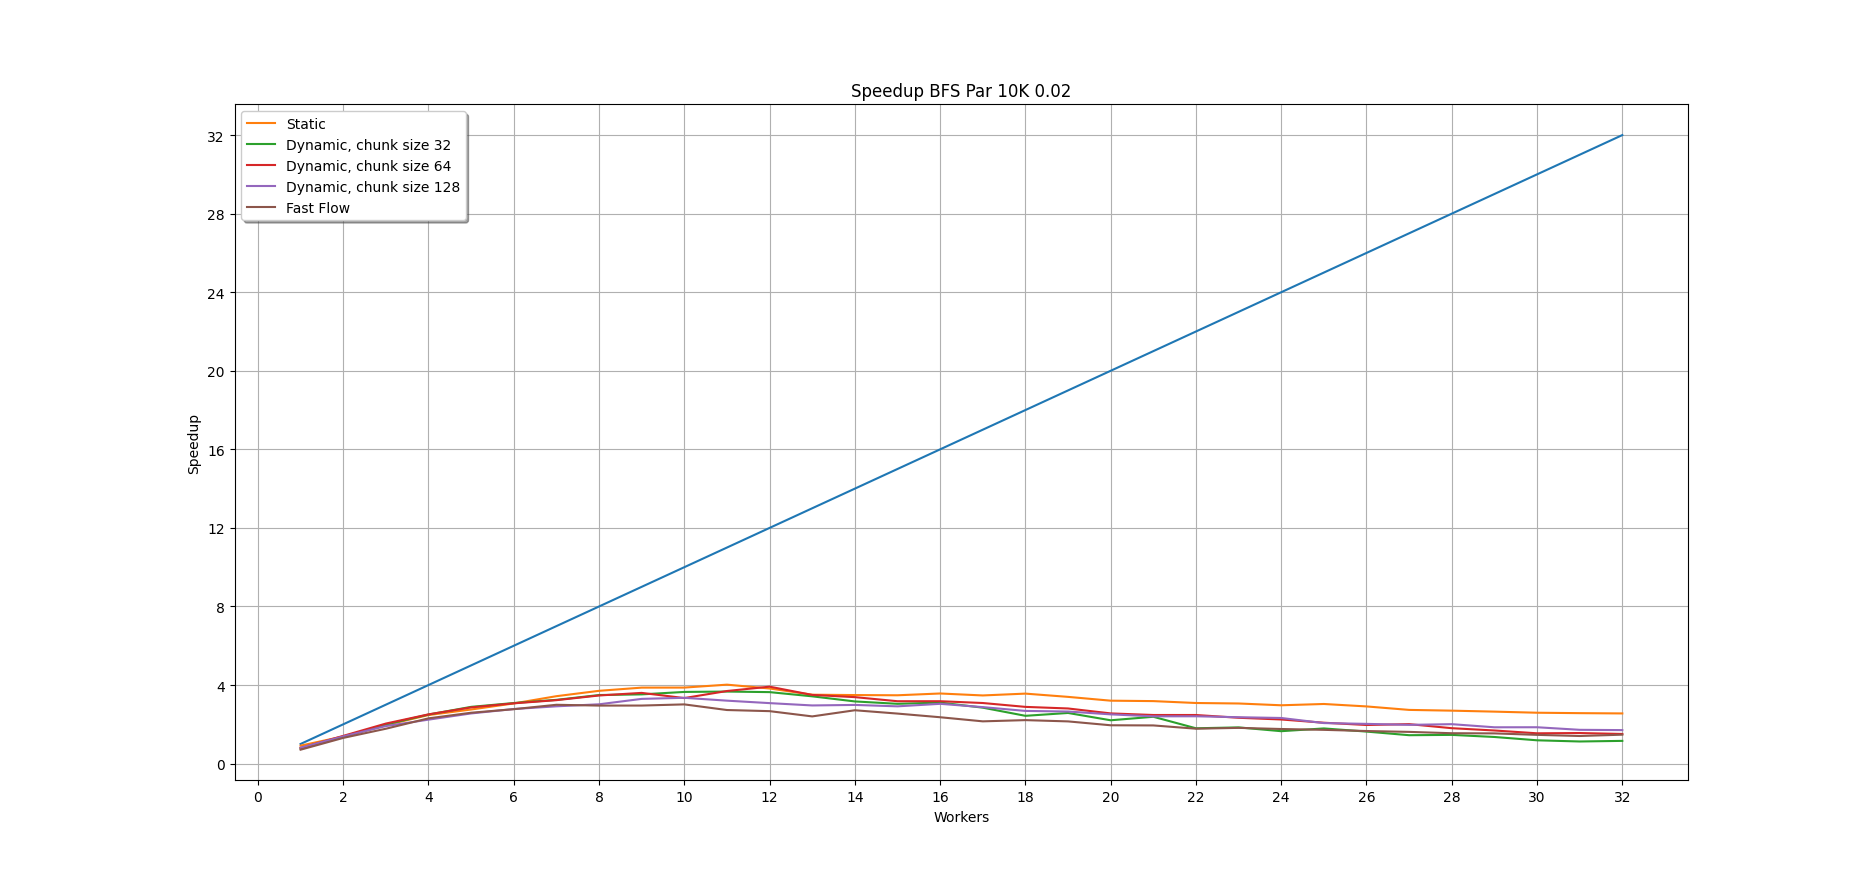 Speedup BFS Par 10K 0.02
Static
Dynamic, chunk size 32
Dynamic, chunk size 64
Dynamic, chunk size 128
Fast Flow
32
28
24
20
16
12
8
4
0
Speedup
0 2 4 6 8 10 12 14 16 18 20 22 24 26 28 30 32
Workers